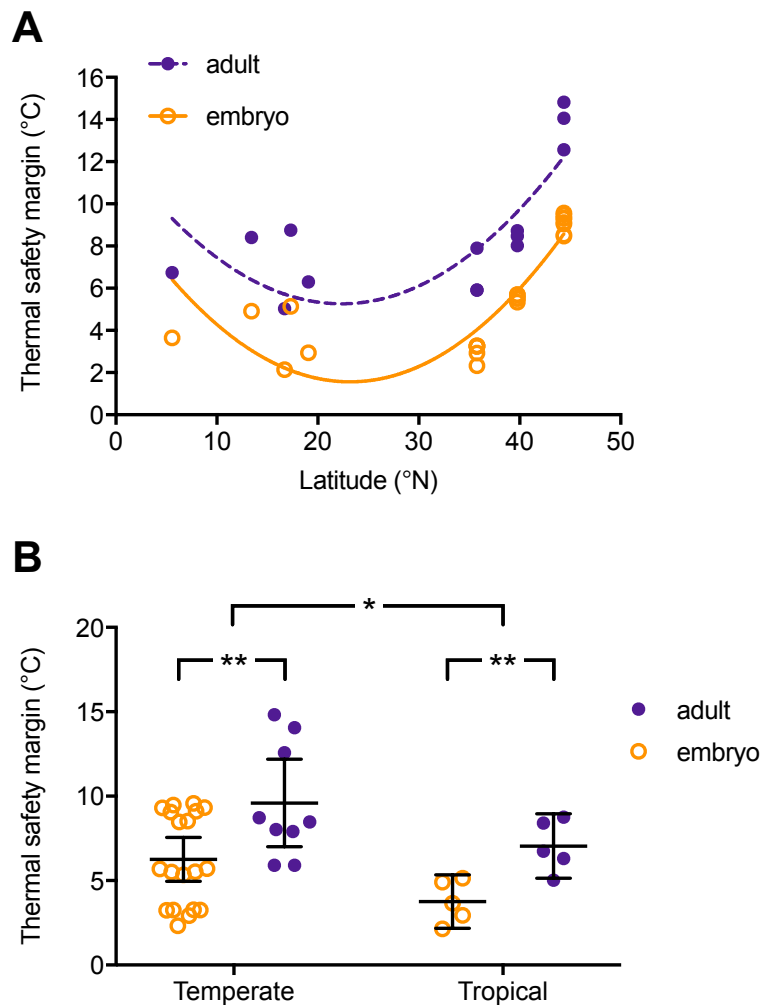 A
adult
embryo
Thermal safety margin (°C)
16
14
12
10
8
6
4
2
0
0 10 20 30 40 50
Latitude (°N)
B
Thermal safety margin (°C)
20
15
10
5
0
*
** **
adult
embryo
Temperate Tropical